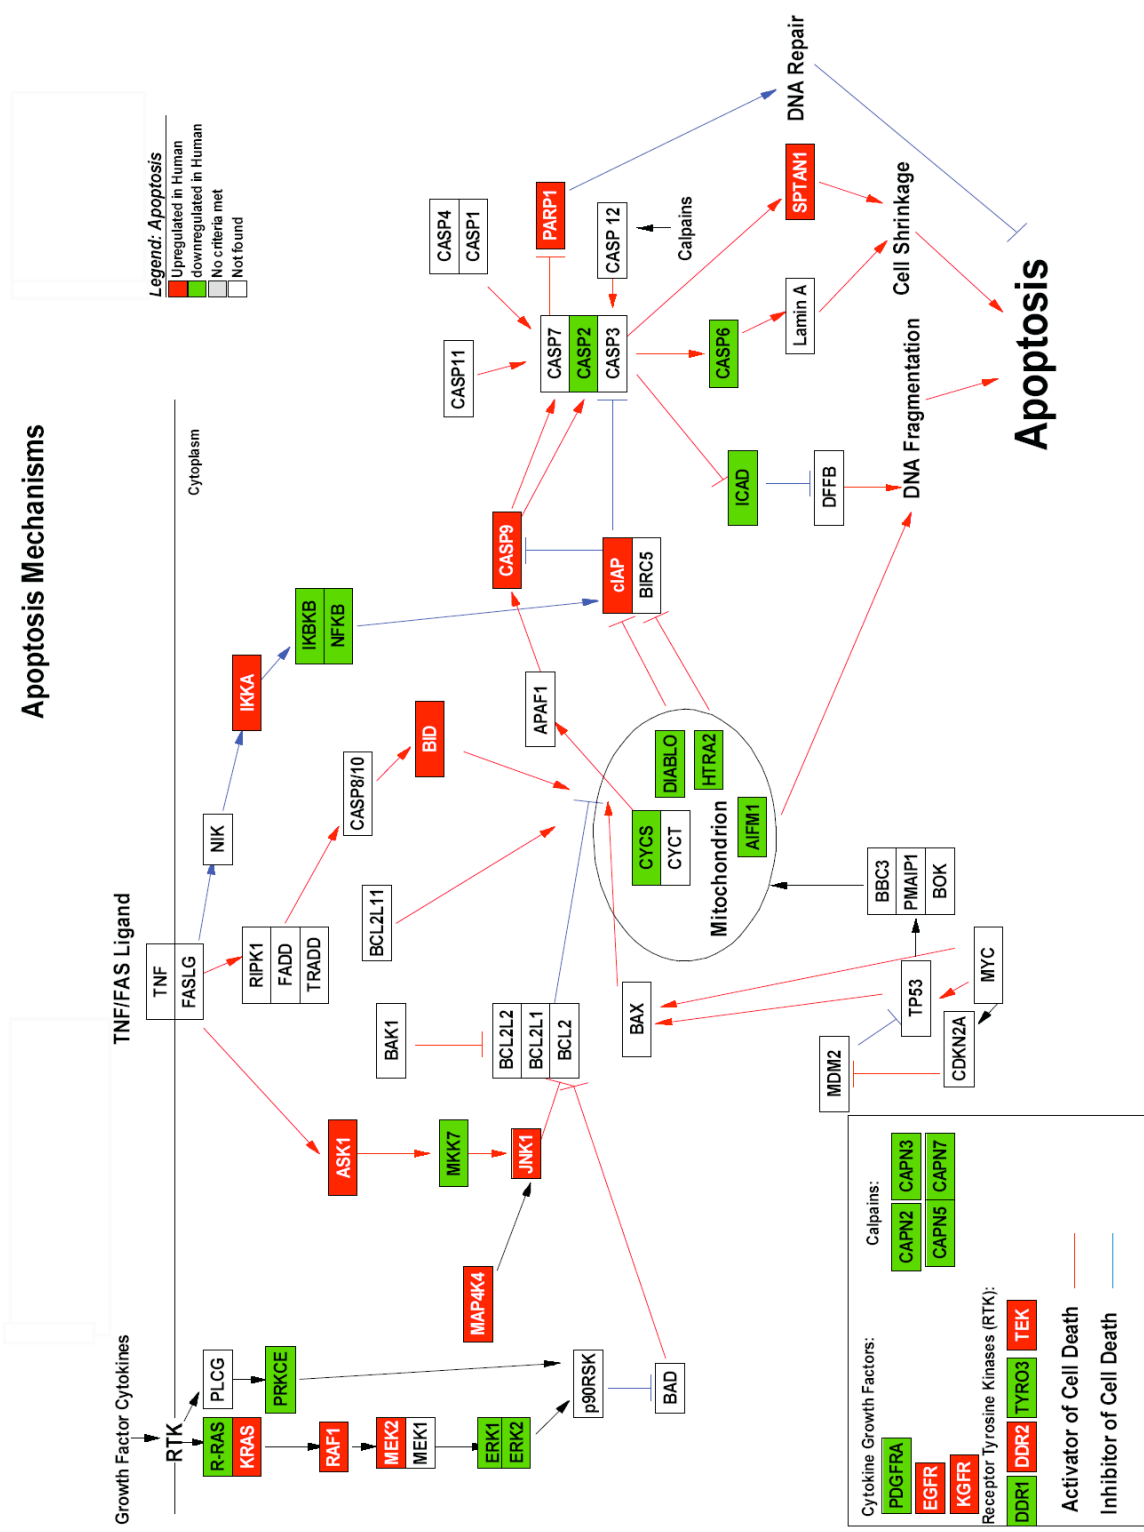 Apoptosis Mechanisms
Legend: Apoptosis
Upregulated in Human
downregulated in Human
No criteria met
Not found
Growth Factor Cytokines
TNF/FAS Ligand
Cytoplasm
RTK
TNF
FASLG
R-RAS
KRAS
PLCG
PRKCE
RAF1
MEK2
MEK1
ERK1
ERK2
p90RSK
BAD
MAP4K4
ASK1
MKK7
JNK1
RIPK1
FADD
TRADD
NIK
IKKA
IKBKB
NFKB
CASP8/10
BID
BCL2L11
BAK1
BCL2L2
BCL2L1
BCL2
BAX
APAF1
CASP9
cIAP
BIRC5
CYCS
CYCT
DIABLO
HTRA2
AIFM1
Mitochondrion
BBC3
PMAIP1
BOK
TP53
MYC
MDM2
CDKN2A
CASP11
CASP4
CASP1
CASP7
CASP2
CASP3
CASP 12
Calpains
PARP1
DNA Repair
CASP6
Lamin A
SPTAN1
Cell Shrinkage
ICAD
DFFB
DNA Fragmentation
Apoptosis
Cytokine Growth Factors:
PDGFRA
EGFR
KGFR
Calpains:
CAPN2 CAPN3
CAPN5 CAPN7
Receptor Tyrosine Kinases (RTK):
DDR1 DDR2 TYRO3 TEK
Activator of Cell Death
Inhibitor of Cell Death